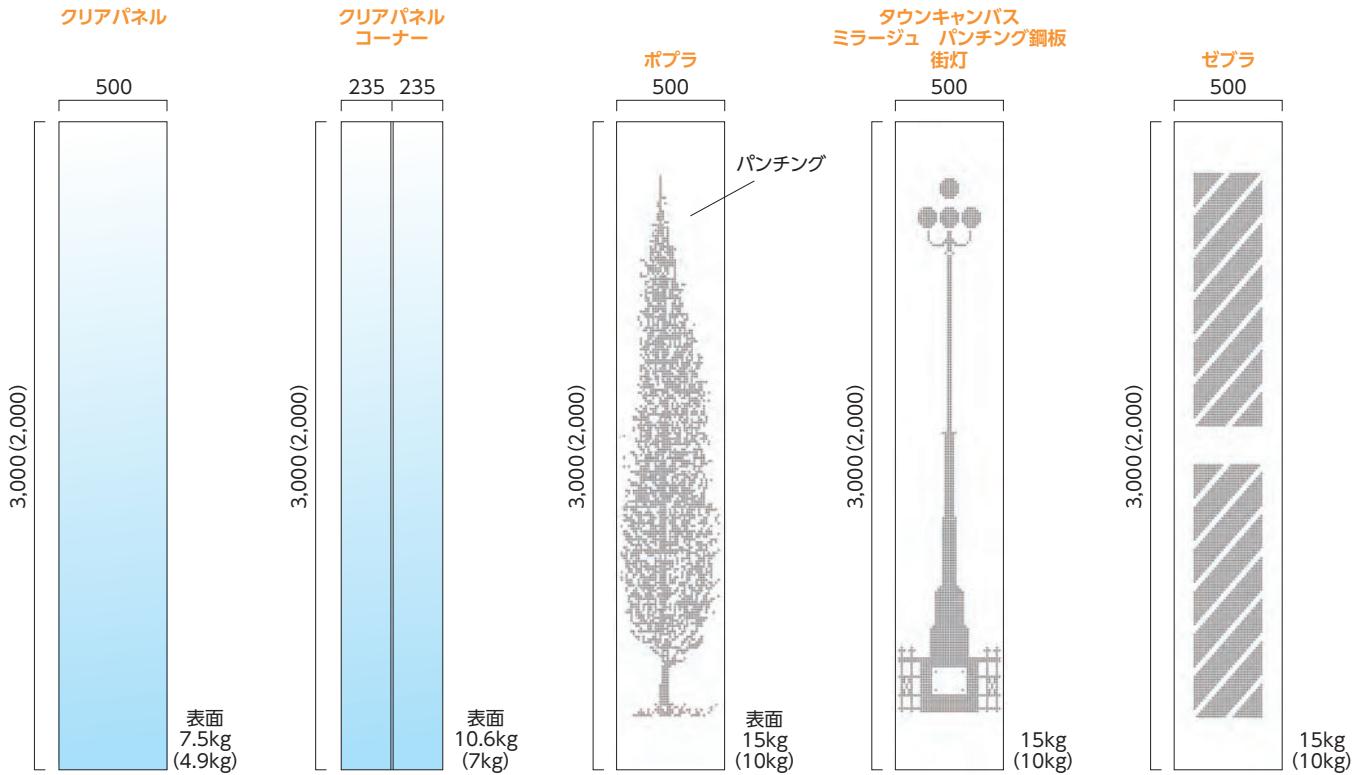 クリアパネル
500
3,000 (2,000)
表面
7.5kg
(4.9kg)
クリアパネル
コーナー
235 235
3,000 (2,000)
表面
10.6kg
(7kg)
ポプラ
500
パンチング
3,000 (2,000)
表面
15kg
(10kg)
タウンキャンバス
ミラージュ パンチング鋼板
街灯
500
3,000 (2,000)
15kg
(10kg)
ゼブラ
500
3,000 (2,000)
15kg
(10kg)